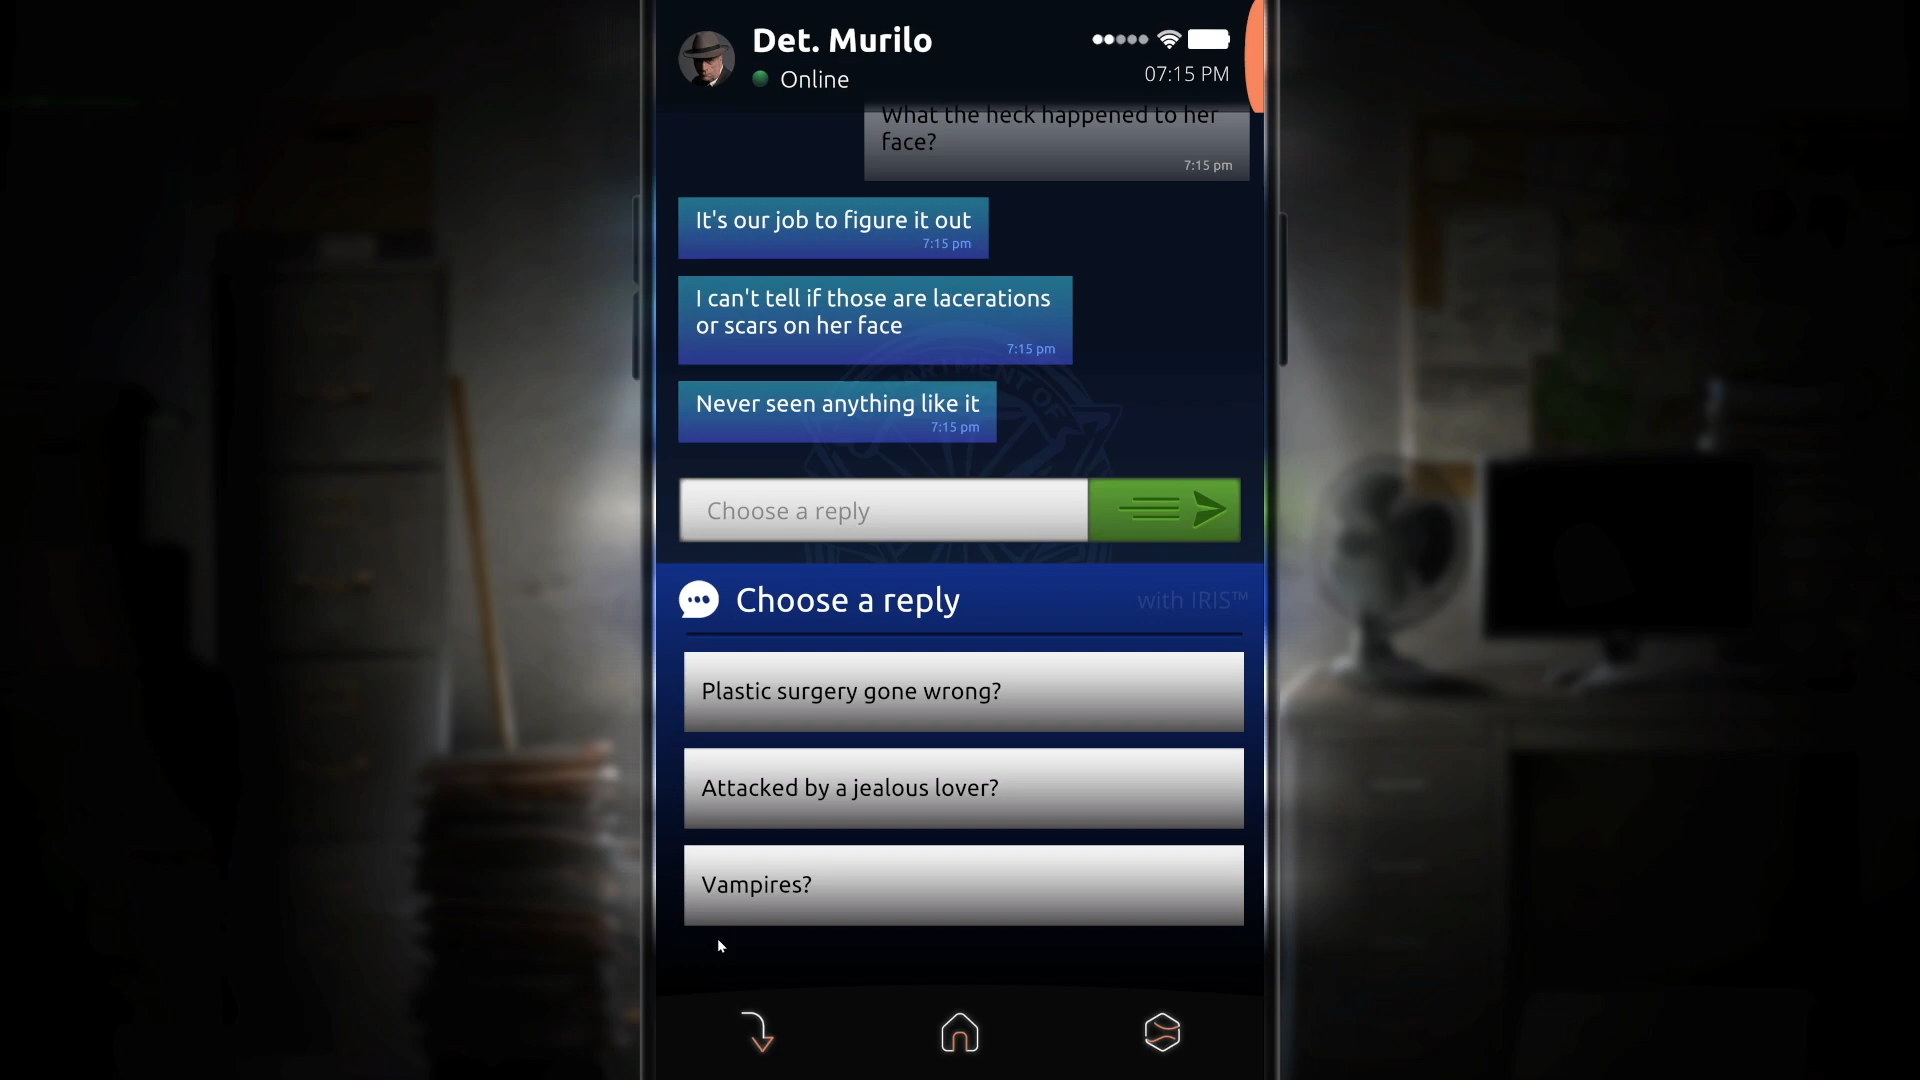 Det. Murilo
Online
07:15 PM
What the heck happened to her
face?
7:15 pm
It's our job to figure it out
7:15 pm
I can't tell if those are lacerations
or scars on her face
7:15 pm
Never seen anything like it
7:15 pm
DEPARTMENT OF
Choose a reply
Choose a reply
with IRIS™
Plastic surgery gone wrong?
Attacked by a jealous lover?
Vampires?